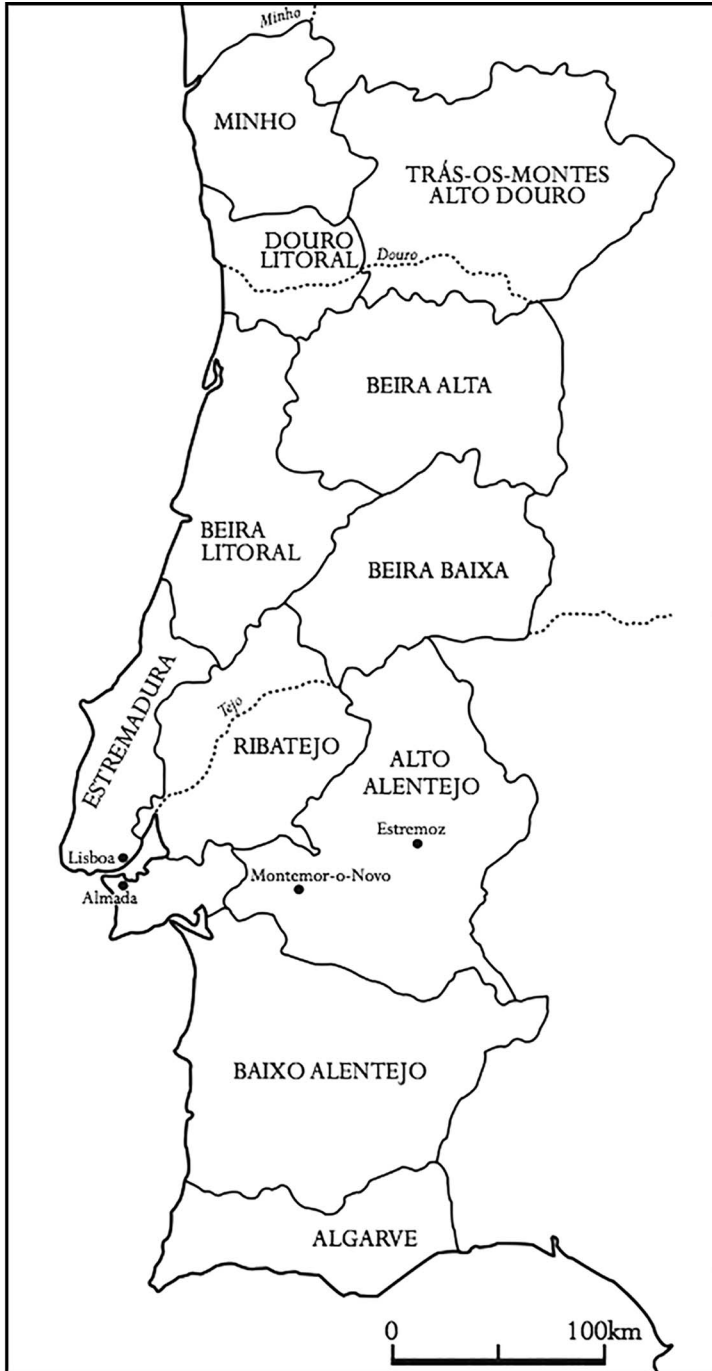 Minho
MINHO
TRÁS-OS-MONTES
ALTO DOURO
DOURO
LITORAL
Douro
BEIRA ALTA
BEIRA
LITORAL
BEIRA BAIXA
ESTREMADURA
Tejo
RIBATEJO
ALTO
ALENTEJO
Estremoz
Lisboa
Montemor-o-Novo
Almada
BAIXO ALENTEJO
ALGARVE
0 100km